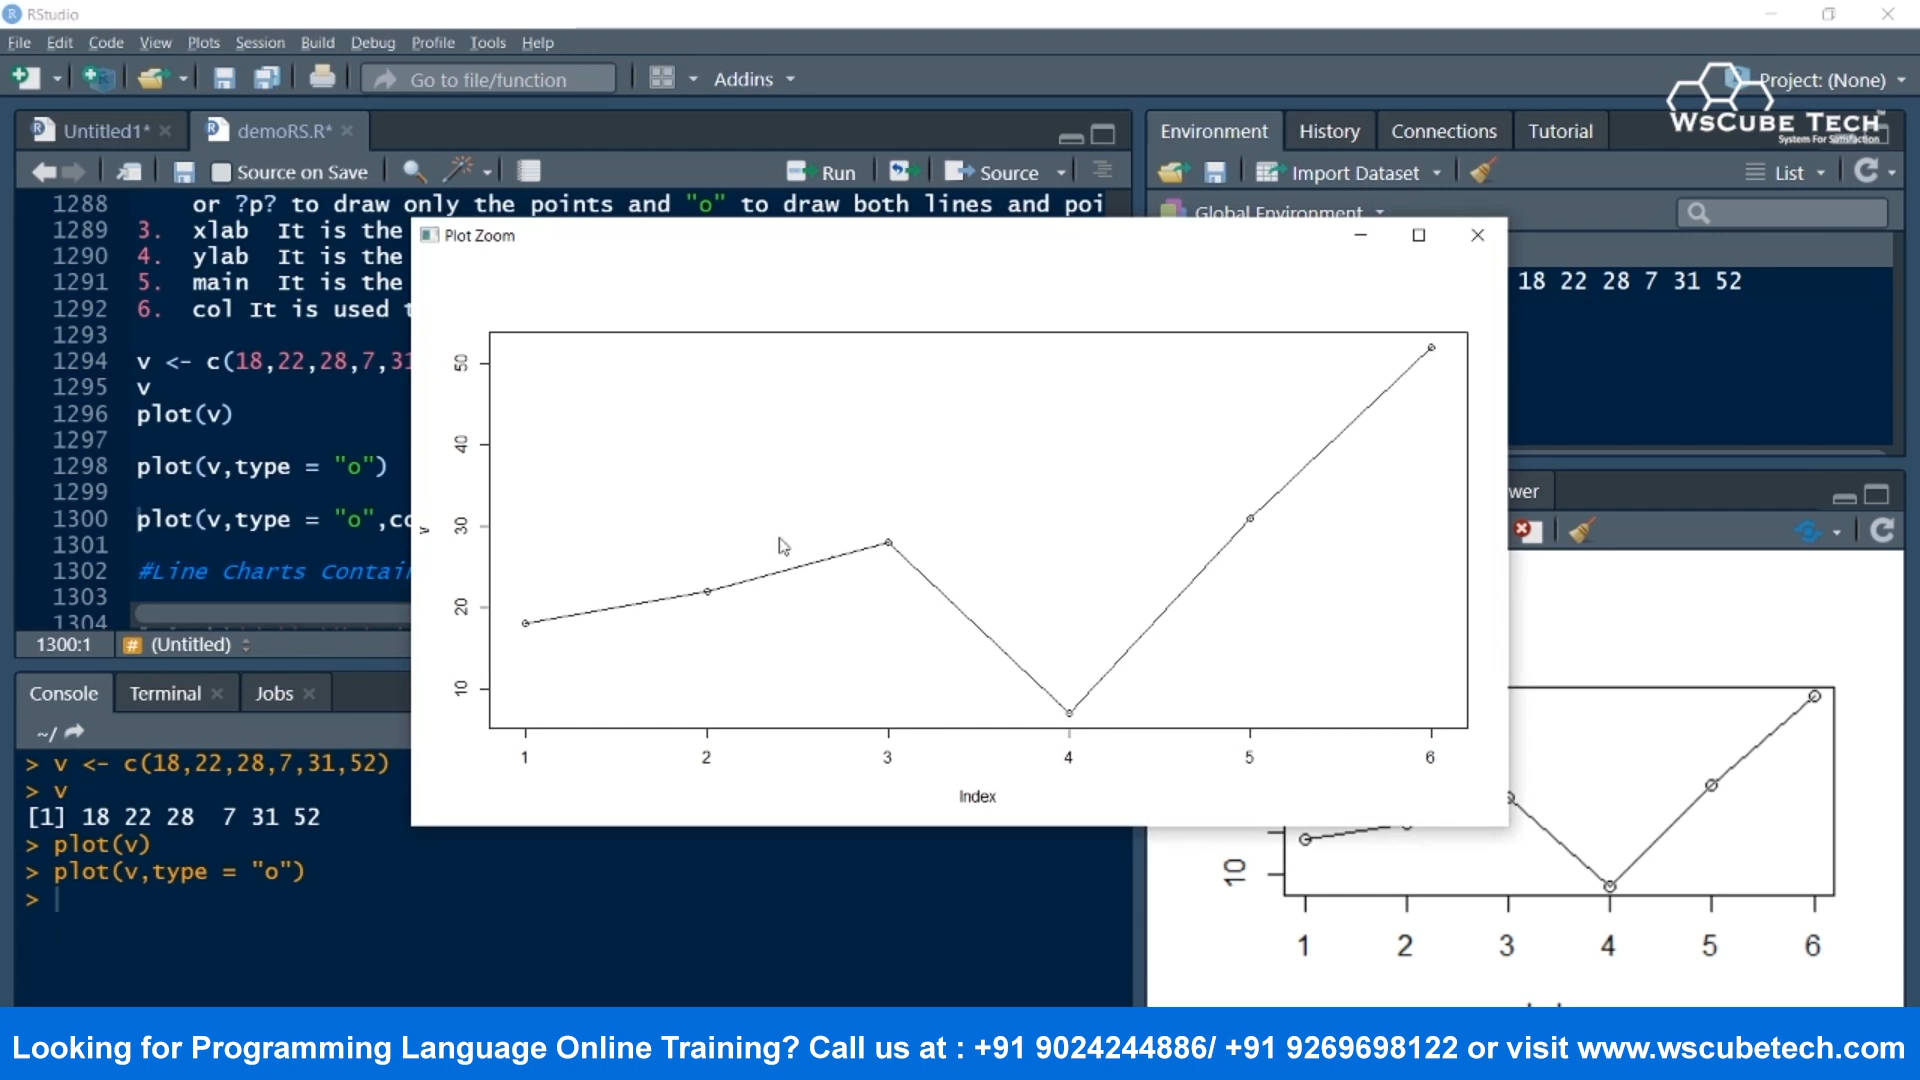 RStudio
File Edit Code View Plots Session Build Debug Profile Tools Help
Go to file/function Addins Project: (None)
WsCube Tech
System For Satisfaction
Untitled1* demoRS.R*
Source on Save Run Source
1288 or ?p? to draw only the points and "o" to draw both lines and poi
1289 3. xlab It is the
1290 4. ylab It is the
1291 5. main It is the
1292 6. col It is used
1293
1294 v <- c(18,22,28,7,31
1295 v
1296 plot(v)
1297
1298 plot(v,type = "o")
1299
1300 plot(v,type = "o",co
1301
1302 #Line Charts Contai
1303
1304
1300:1 (Untitled)
Environment History Connections Tutorial
Import Dataset List
Global Environment
18 22 28 7 31 52
Plot Zoom
50
40
30
20
10
v
1 2 3 4 5 6
Index
Console Terminal Jobs
~/
> v <- c(18,22,28,7,31,52)
> v
[1] 18 22 28 7 31 52
> plot(v)
> plot(v,type = "o")
>
wer
10
1 2 3 4 5 6
Looking for Programming Language Online Training? Call us at : +91 9024244886/ +91 9269698122 or visit www.wscubetech.com